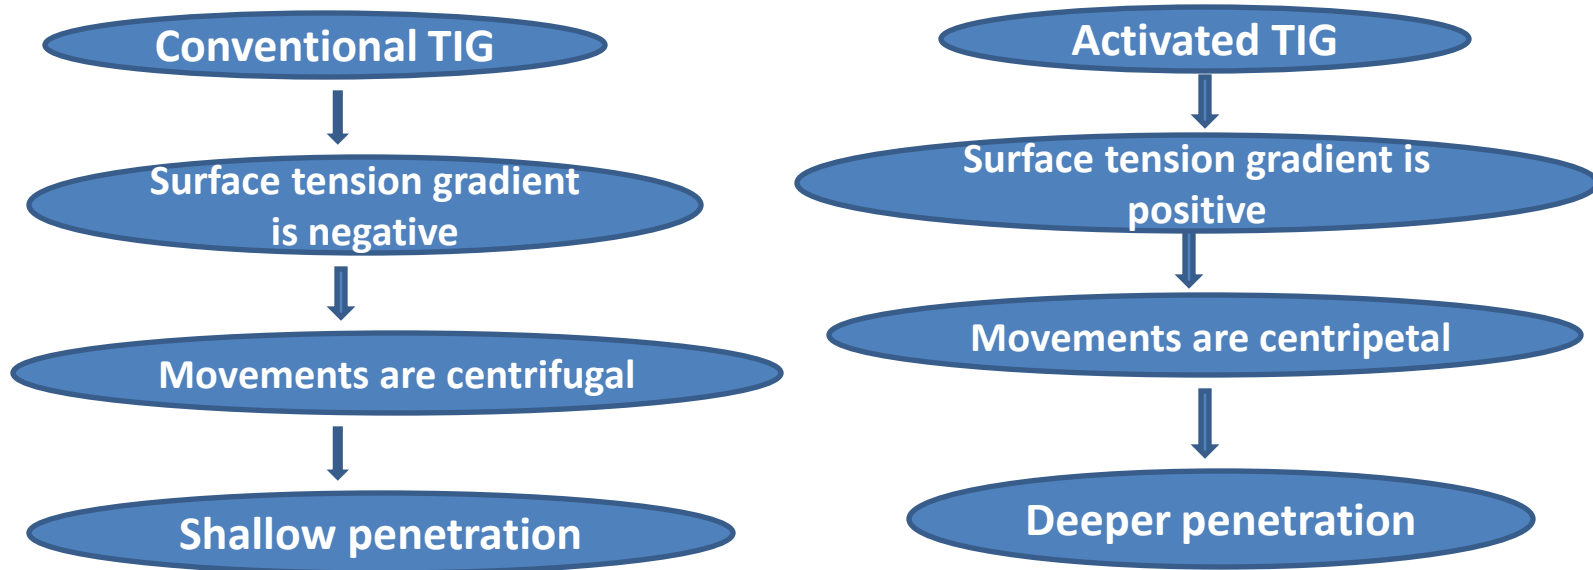 Conventional TIG
Surface tension gradient
is negative
Movements are centrifugal
Shallow penetration
Activated TIG
Surface tension gradient is
positive
Movements are centripetal
Deeper penetration